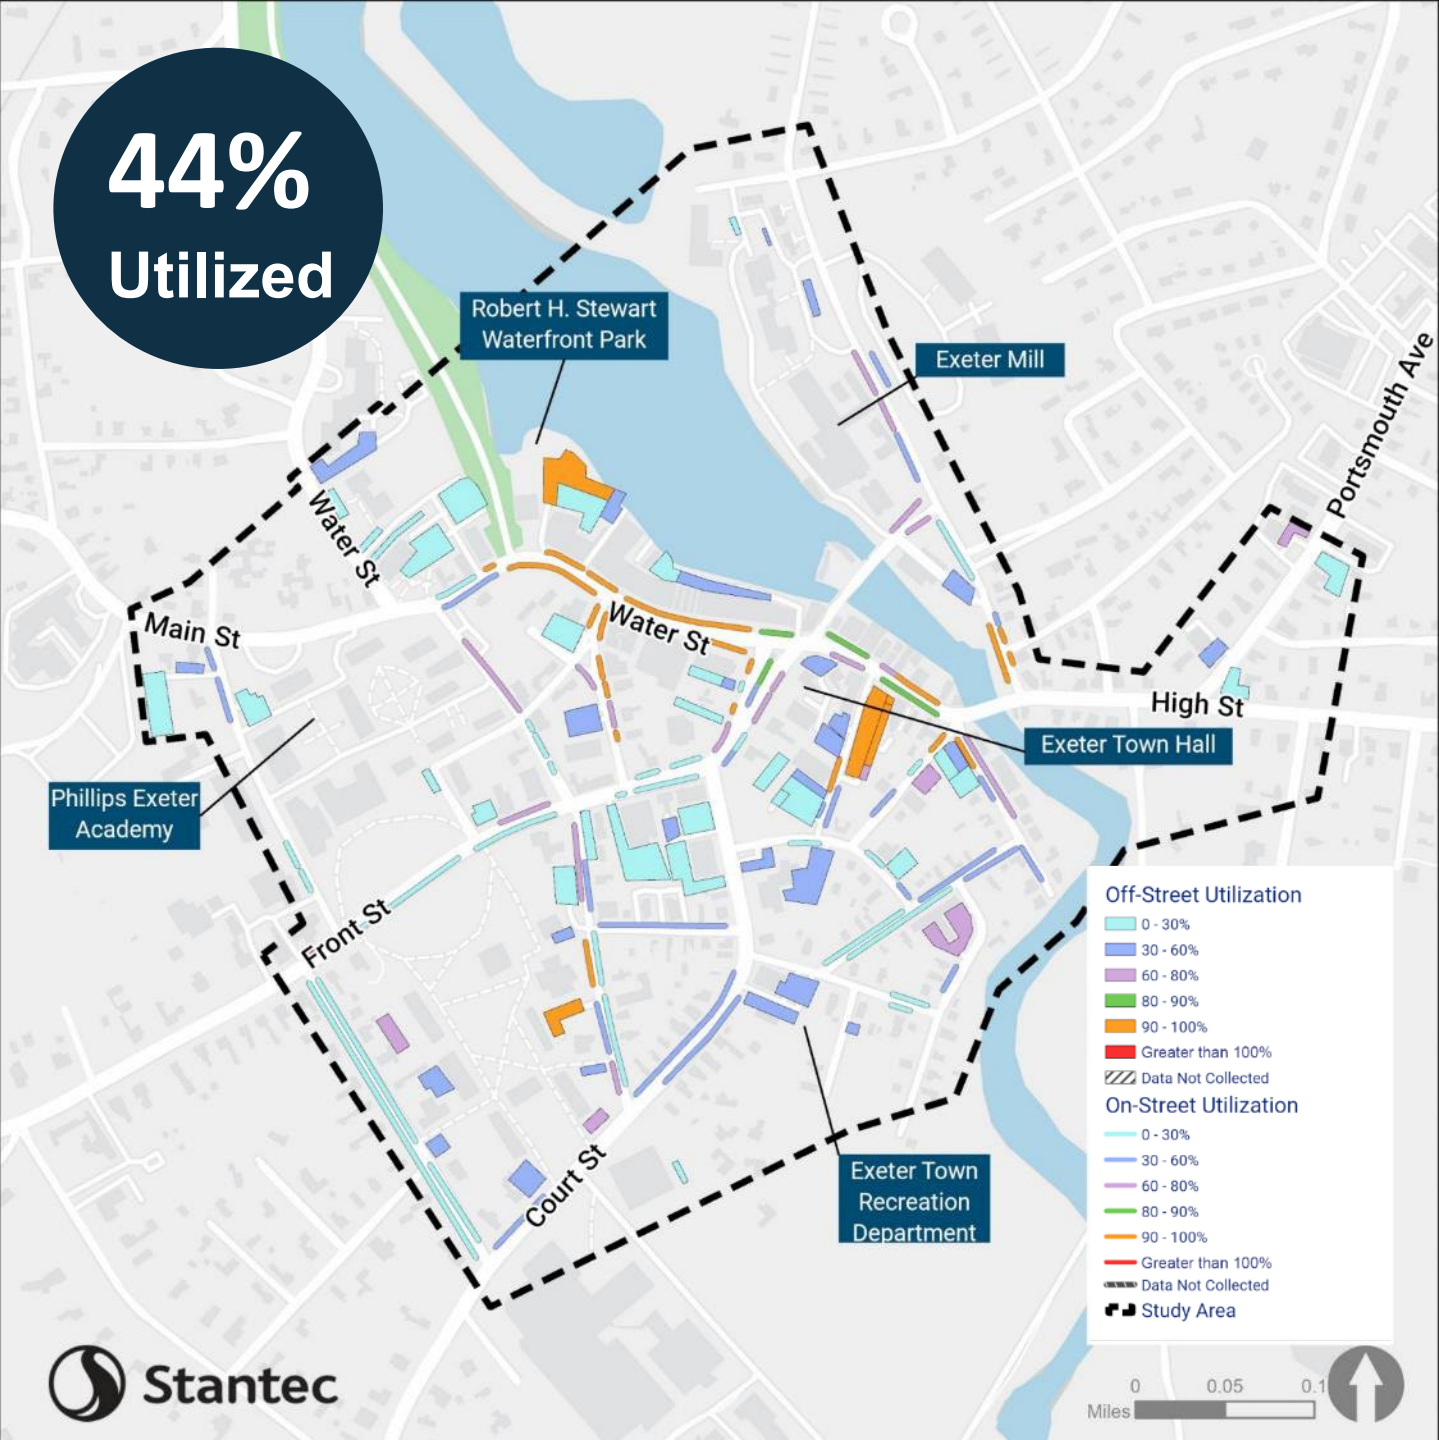 44%
Utilized
Robert H. Stewart
Waterfront Park
Exeter Mill
Portsmouth Ave
Water St
Main St
Water St
High St
Exeter Town Hall
Phillips Exeter
Academy
Front St
Court St
Exeter Town
Recreation
Department
Off-Street Utilization
0 - 30%
30 - 60%
60 - 80%
80 - 90%
90 - 100%
Greater than 100%
Data Not Collected
On-Street Utilization
0 - 30%
30 - 60%
60 - 80%
80 - 90%
90 - 100%
Greater than 100%
Data Not Collected
Study Area
Stantec
0 0.05 0.1
Miles